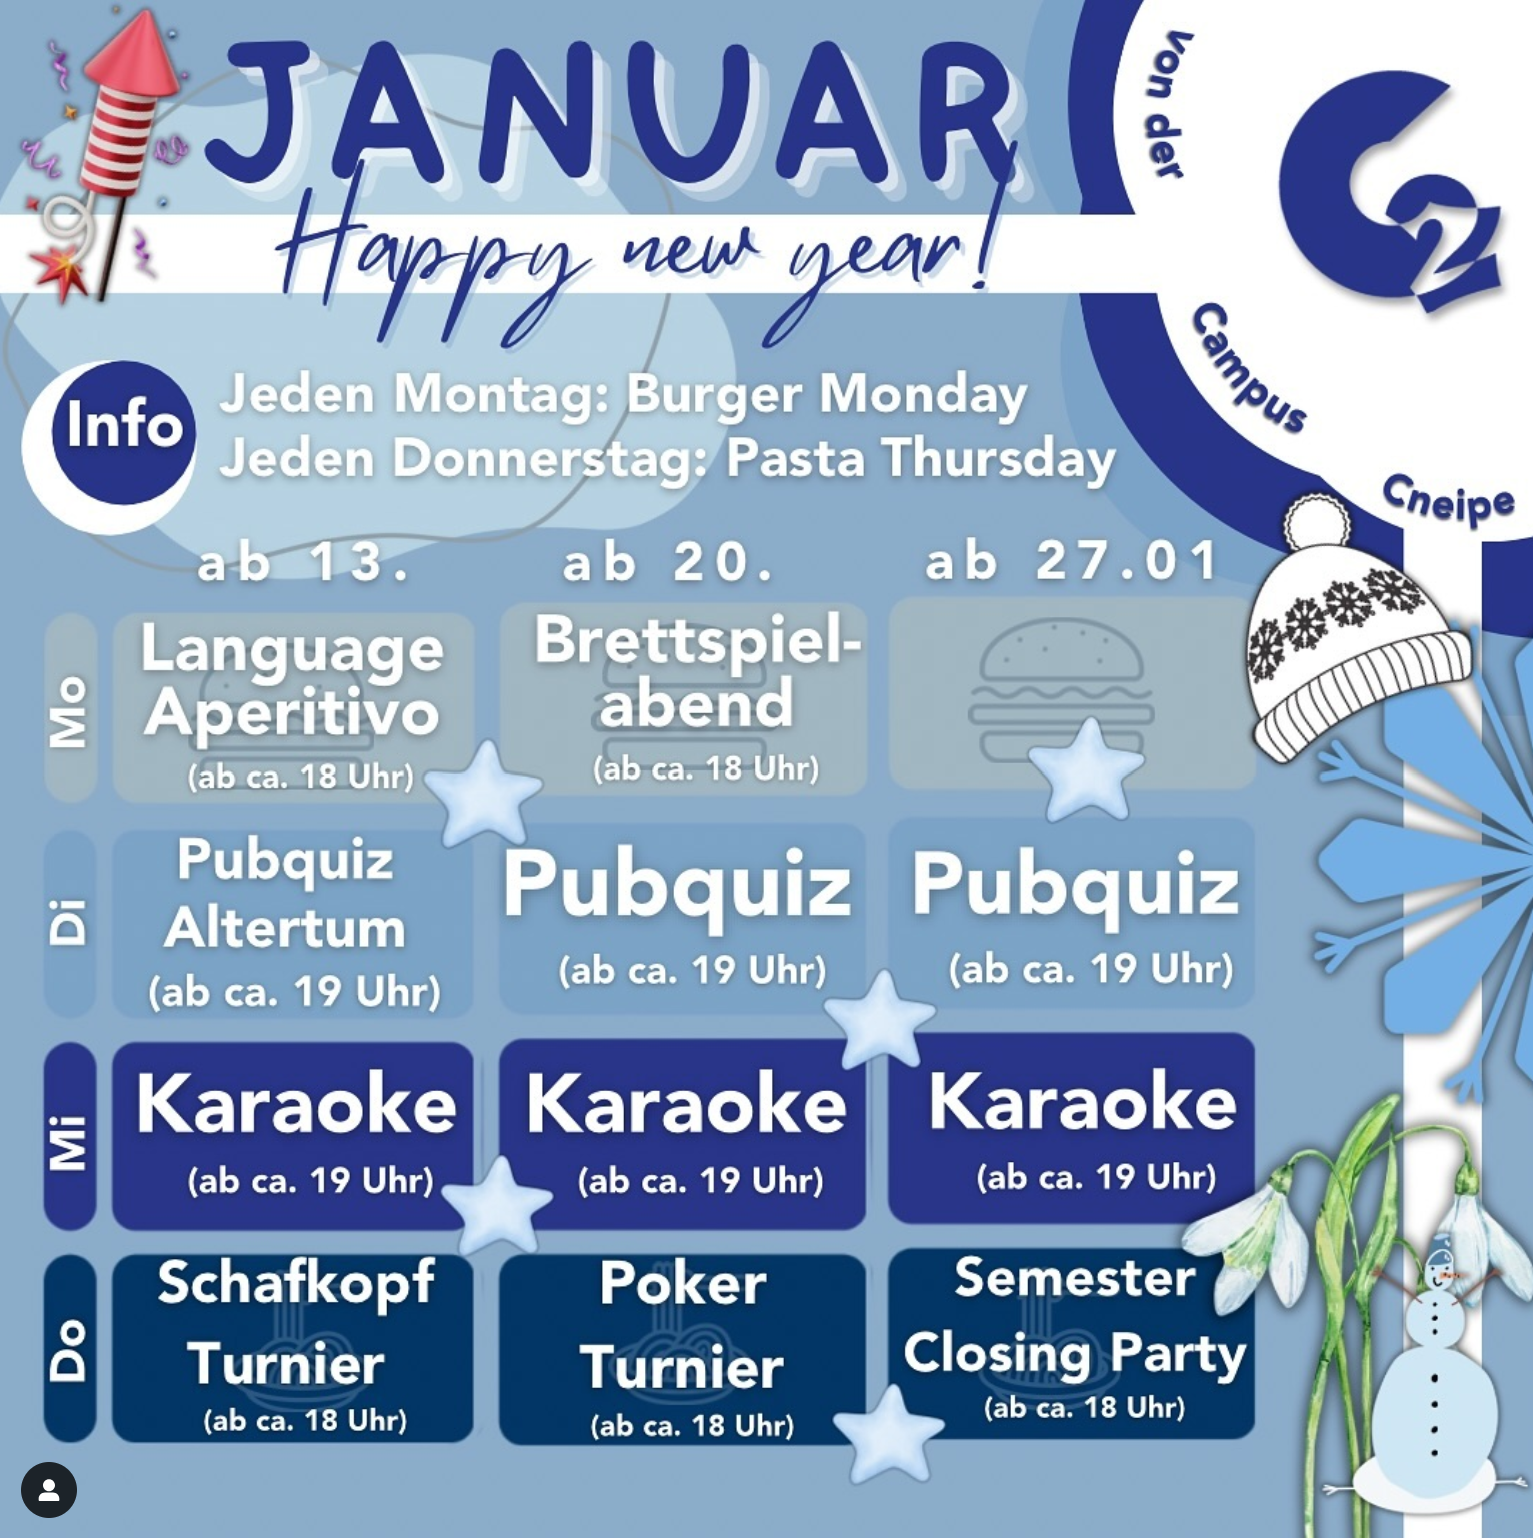 JANUAR
Happy new year!
von der
C2
Campus
Cneipe
Info
Jeden Montag: Burger Monday
Jeden Donnerstag: Pasta Thursday
ab 13.
ab 20.
ab 27.01
Mo
Language
Aperitivo
(ab ca. 18 Uhr)
Brettspiel-
abend
(ab ca. 18 Uhr)
Di
Pubquiz
Altertum
(ab ca. 19 Uhr)
Pubquiz
(ab ca. 19 Uhr)
Pubquiz
(ab ca. 19 Uhr)
Mi
Karaoke
(ab ca. 19 Uhr)
Karaoke
(ab ca. 19 Uhr)
Karaoke
(ab ca. 19 Uhr)
Do
Schafkopf
Turnier
(ab ca. 18 Uhr)
Poker
Turnier
(ab ca. 18 Uhr)
Semester
Closing Party
(ab ca. 18 Uhr)